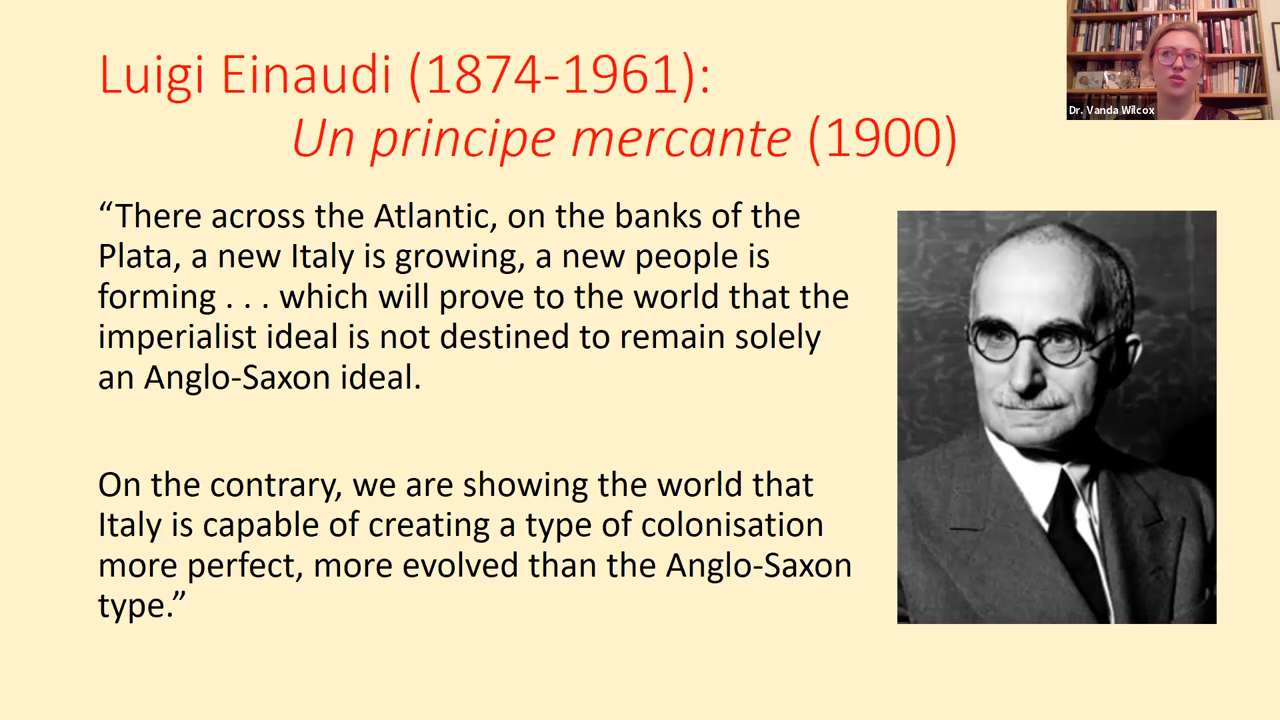 Luigi Einaudi (1874-1961):
Un principe mercante (1900)
Dr. Vanda Wilcox
“There across the Atlantic, on the banks of the
Plata, a new Italy is growing, a new people is
forming . . . which will prove to the world that the
imperialist ideal is not destined to remain solely
an Anglo-Saxon ideal.
On the contrary, we are showing the world that
Italy is capable of creating a type of colonisation
more perfect, more evolved than the Anglo-Saxon
type.”